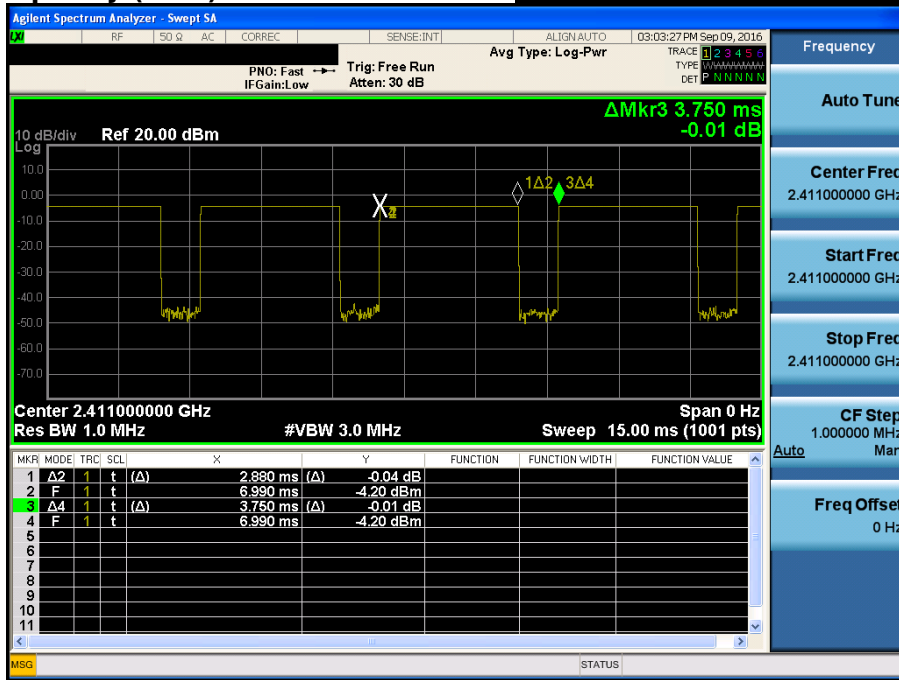 Agilent Spectrum Analyzer - Swept SA
LXI RF 50 Ω AC CORREC SENSE:INT ALIGN AUTO 03:03:27 PM Sep 09, 2016
Avg Type: Log-Pwr
TRACE 1 2 3 4 5 6
TYPE
DET P N N N N N
PNO: Fast
IFGain:Low
Trig: Free Run
Atten: 30 dB
ΔMkr3 3.750 ms
-0.01 dB
10 dB/div Ref 20.00 dBm
Log
10.0
0.00
-10.0
-20.0
-30.0
-40.0
-50.0
-60.0
-70.0
1Δ2 3Δ4
Center 2.411000000 GHz
Span 0 Hz
Res BW 1.0 MHz #VBW 3.0 MHz Sweep 15.00 ms (1001 pts)
MKR MODE TRC SCL X Y FUNCTION FUNCTION WIDTH FUNCTION VALUE
1 Δ2 1 t (Δ) 2.880 ms (Δ) -0.04 dB
2 F 1 t 6.990 ms -4.20 dBm
3 Δ4 1 t (Δ) 3.750 ms (Δ) -0.01 dB
4 F 1 t 6.990 ms -4.20 dBm
5
6
7
8
9
10
11
MSG STATUS
Frequency
Auto Tune
Center Freq
2.411000000 GHz
Start Freq
2.411000000 GHz
Stop Freq
2.411000000 GHz
CF Step
1.000000 MHz
Auto Man
Freq Offset
0 Hz